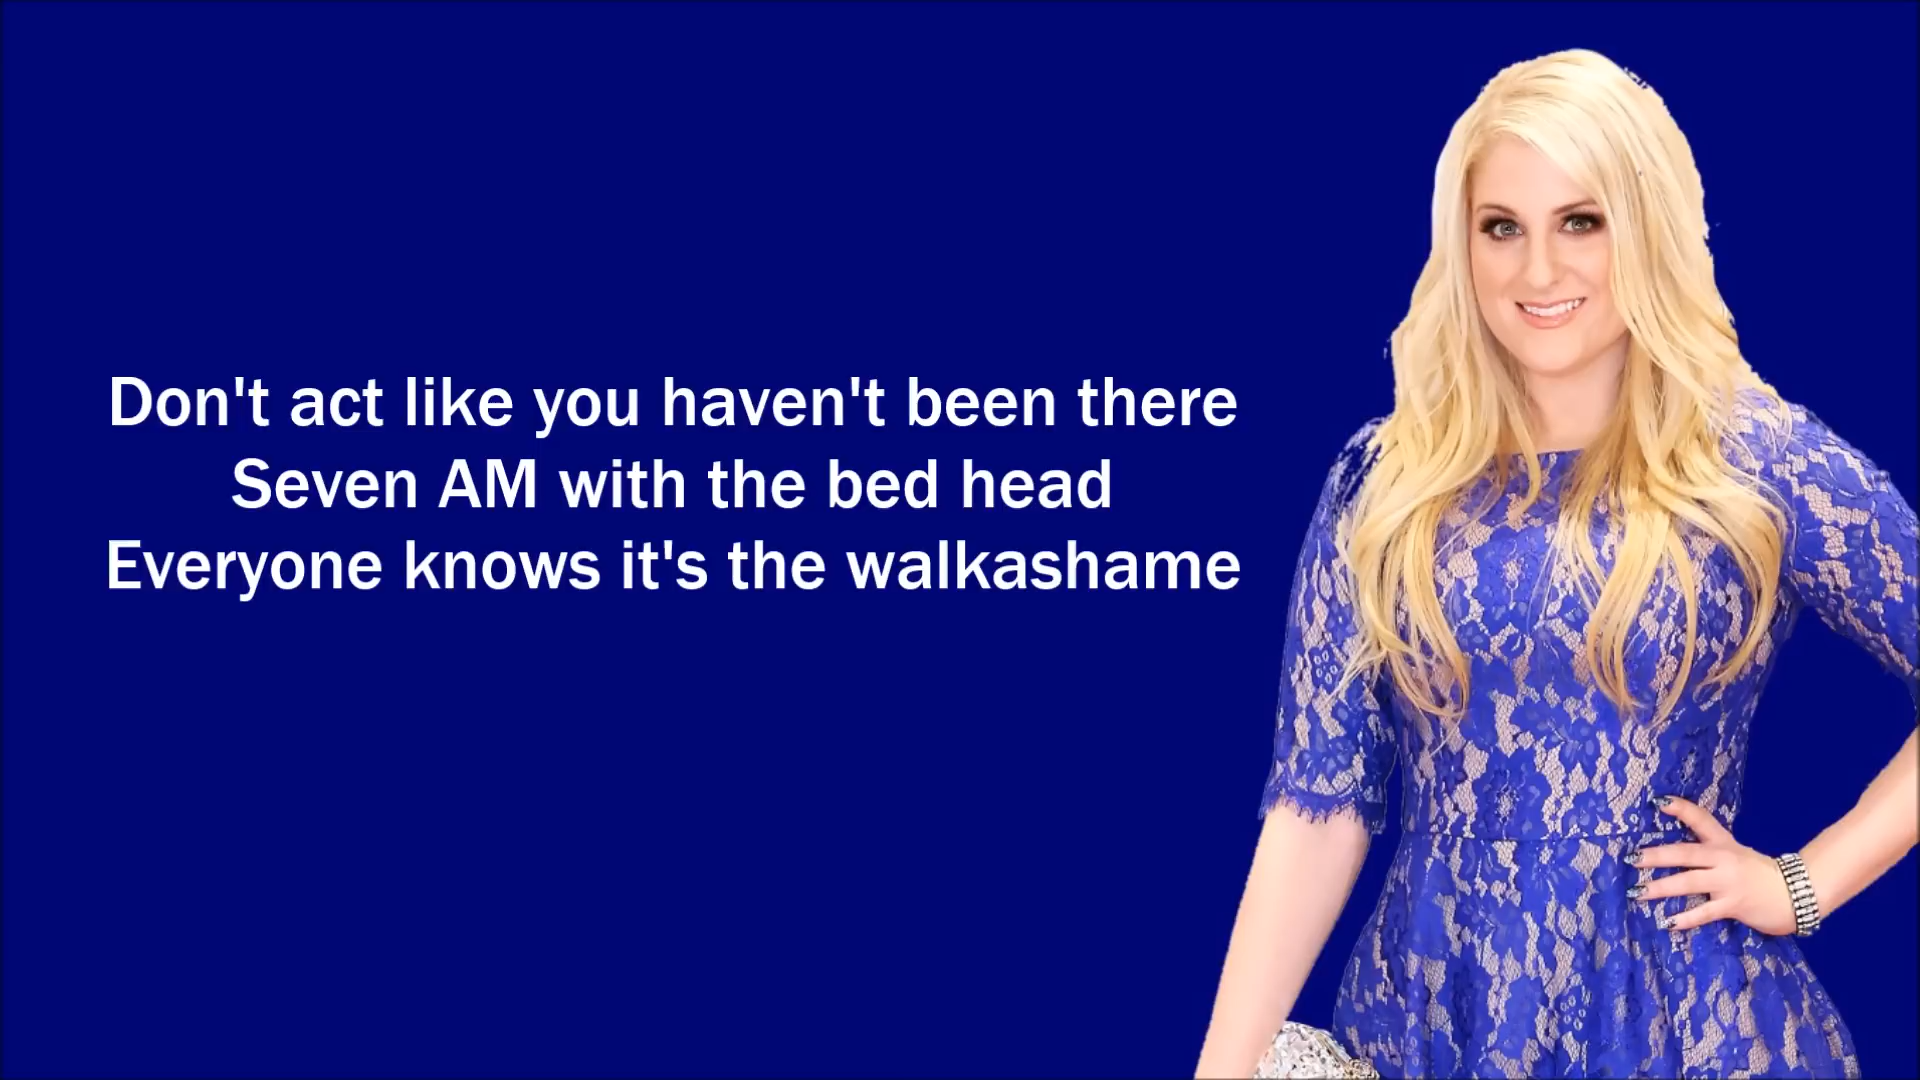 Don't act like you haven't been there
Seven AM with the bed head
Everyone knows it's the walkashame